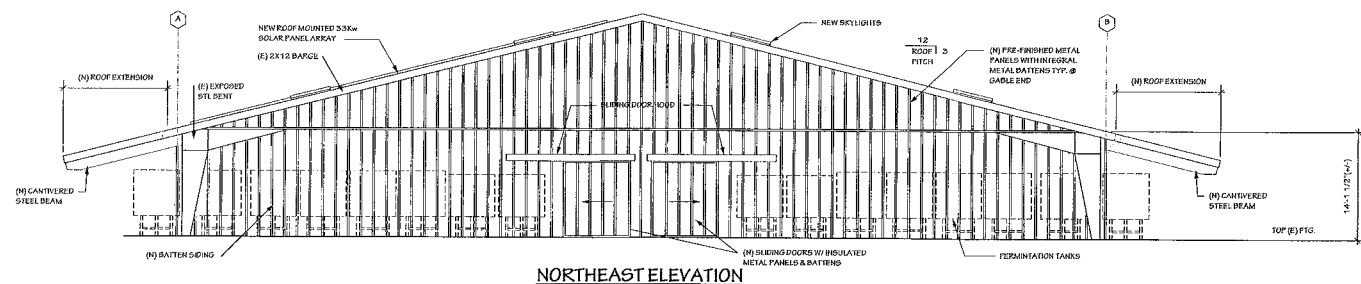 A
B
NEW ROOF MOUNTED 33Kw
SOLAR PANEL ARRAY
(E) 2X12 BARGE
NEW SKYLIGHTS
12
ROOF 3
PITCH
(N) PRE-FINISHED METAL
PANELS WITH INTEGRAL
METAL BATTENS TYP. @
GABLE END
(N) ROOF EXTENSION
(E) EXPOSED
STL BENT
(N) ROOF EXTENSION
SLIDING DOOR HOOD
(N) CANTIVERED
STEEL BEAM
(N) CANTIVERED
STEEL BEAM
14'-1 1/2"(+/-)
TOP (E) FTG.
(N) BATTEN SIDING
(N) SLIDING DOORS W/ INSULATED
METAL PANELS & BATTENS
FERMINTATION TANKS
NORTHEAST ELEVATION